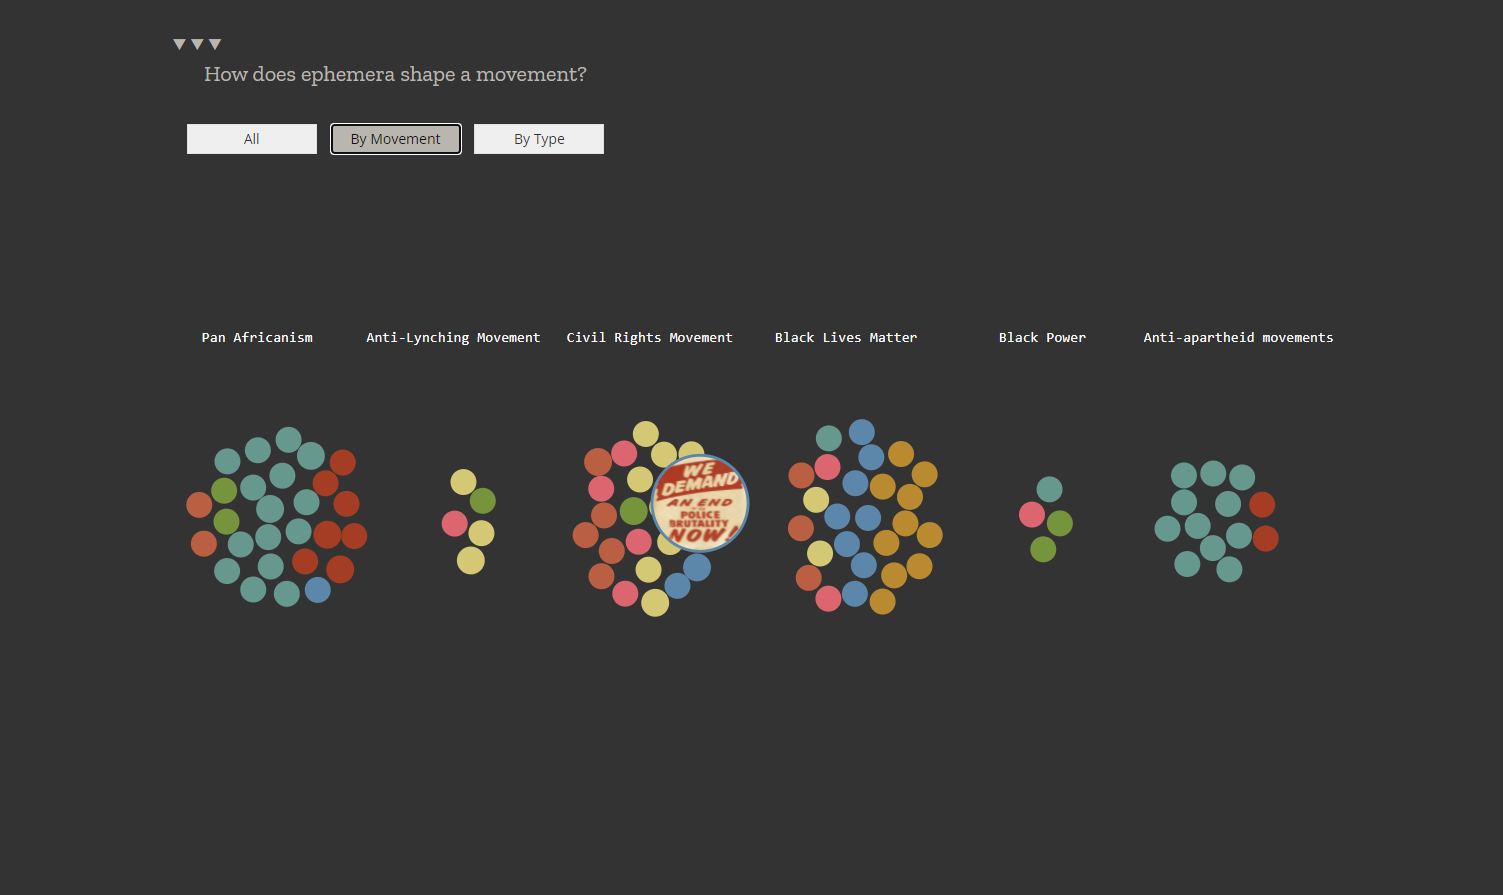 How does ephemera shape a movement?
All
By Movement
By Type
Pan Africanism
Anti-Lynching Movement
Civil Rights Movement
Black Lives Matter
Black Power
Anti-apartheid movements
WE
DEMAND
AN END
POLICE
BRUTALITY
NOW!